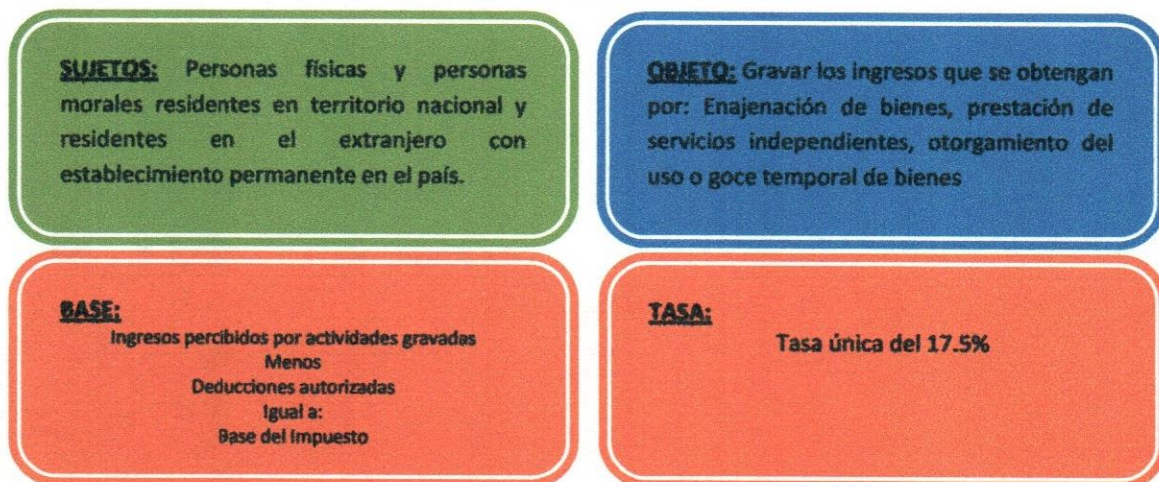 SUJETOS: Personas físicas y personas
morales residentes en territorio nacional y
residentes en el extranjero con
establecimiento permanente en el país.
OBJETO: Gravar los ingresos que se obtengan
por: Enajenación de bienes, prestación de
servicios independientes, otorgamiento del
uso o goce temporal de bienes
BASE:
Ingresos percibidos por actividades gravadas
Menos
Deducciones autorizadas
Igual a:
Base del Impuesto
TASA:
Tasa única del 17.5%